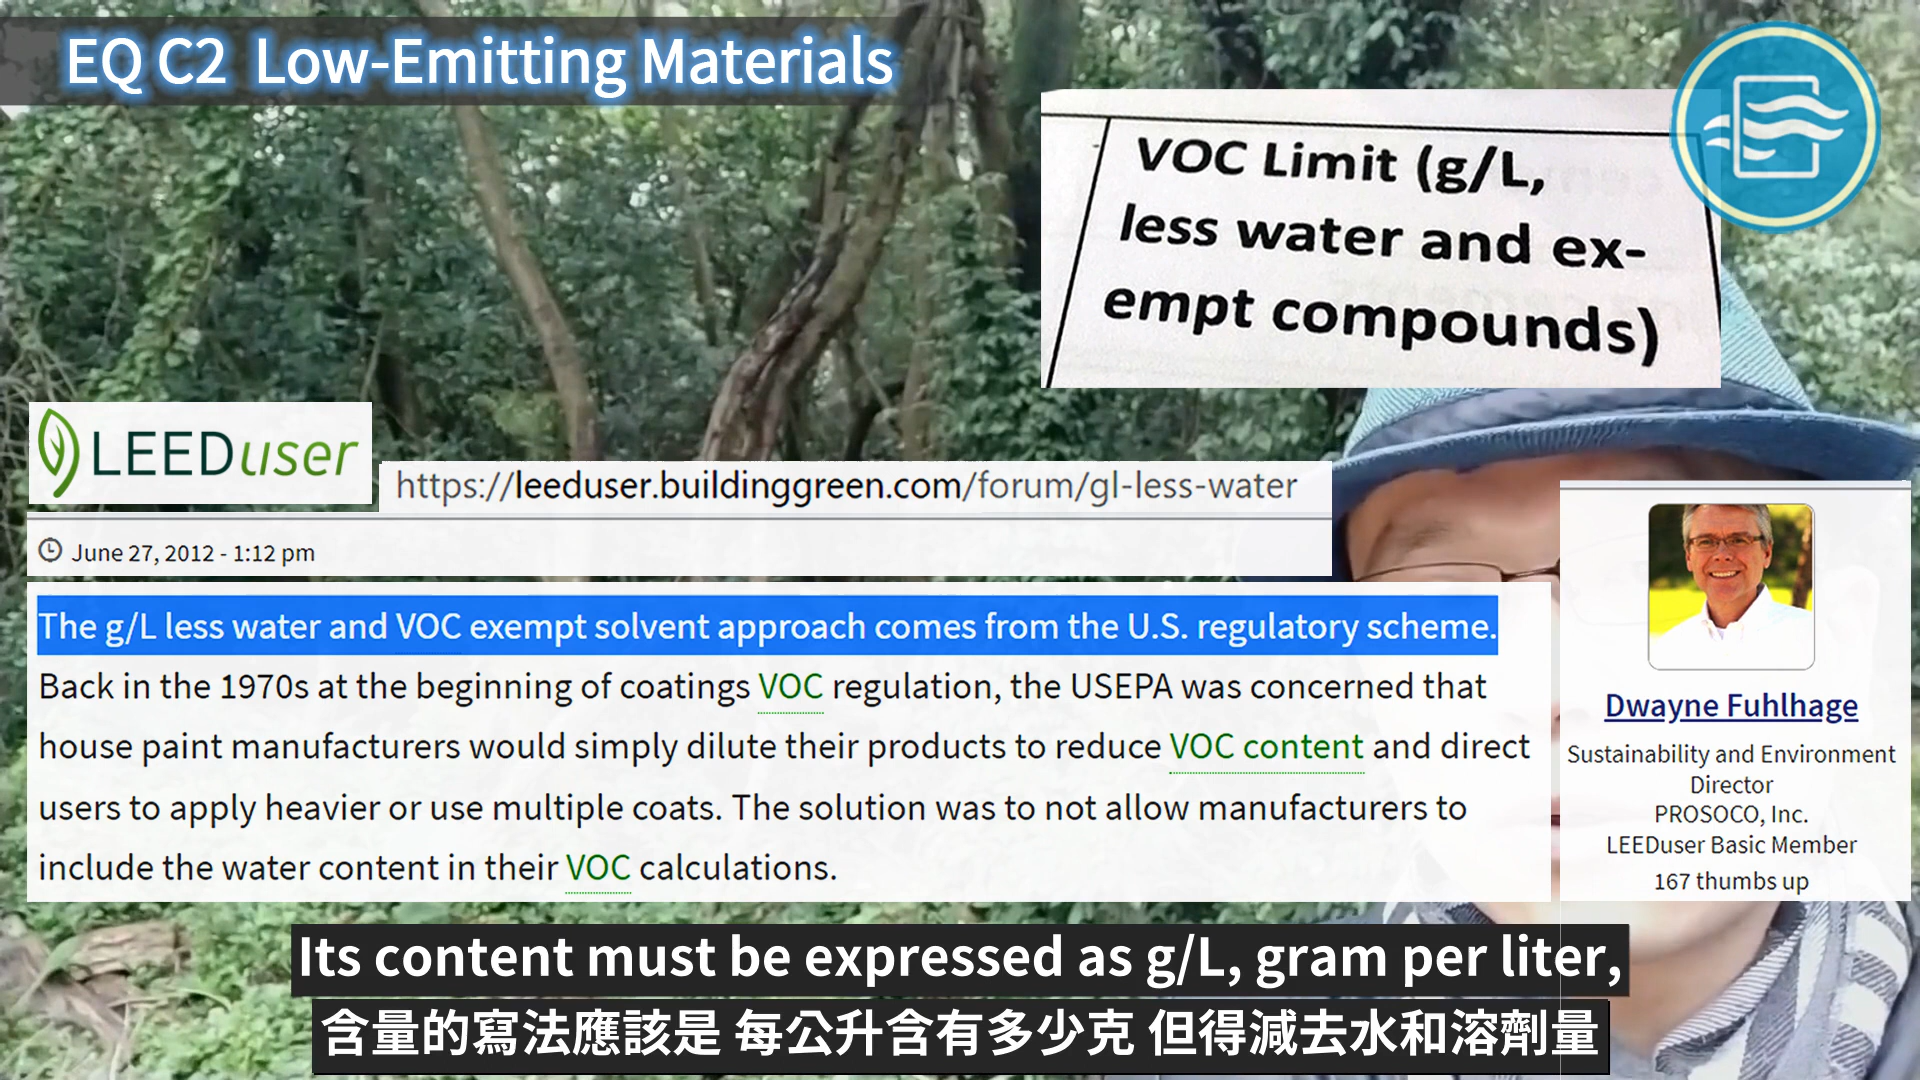 EQ C2 Low-Emitting Materials
VOC Limit (g/L,
less water and ex-
empt compounds)
LEEDuser
https://leeduser.buildinggreen.com/forum/gl-less-water
June 27, 2012 - 1:12 pm
The g/L less water and VOC exempt solvent approach comes from the U.S. regulatory scheme.
Back in the 1970s at the beginning of coatings VOC regulation, the USEPA was concerned that
house paint manufacturers would simply dilute their products to reduce VOC content and direct
users to apply heavier or use multiple coats. The solution was to not allow manufacturers to
include the water content in their VOC calculations.
Dwayne Fuhlhage
Sustainability and Environment
Director
PROSOCO, Inc.
LEEDuser Basic Member
167 thumbs up
Its content must be expressed as g/L, gram per liter,
含量的寫法應該是 每公升含有多少克 但得減去水和溶劑量